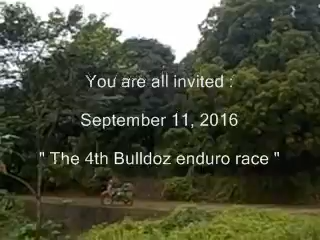 You are all invited :
September 11, 2016
" The 4th Bulldoz enduro race "